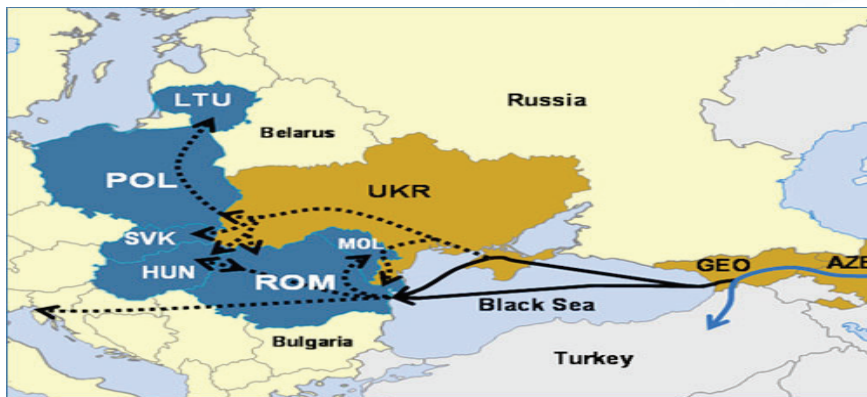 LTU
Russia
Belarus
POL
UKR
SVK
MOL
HUN
ROM
GEO
AZE
Black Sea
Bulgaria
Turkey